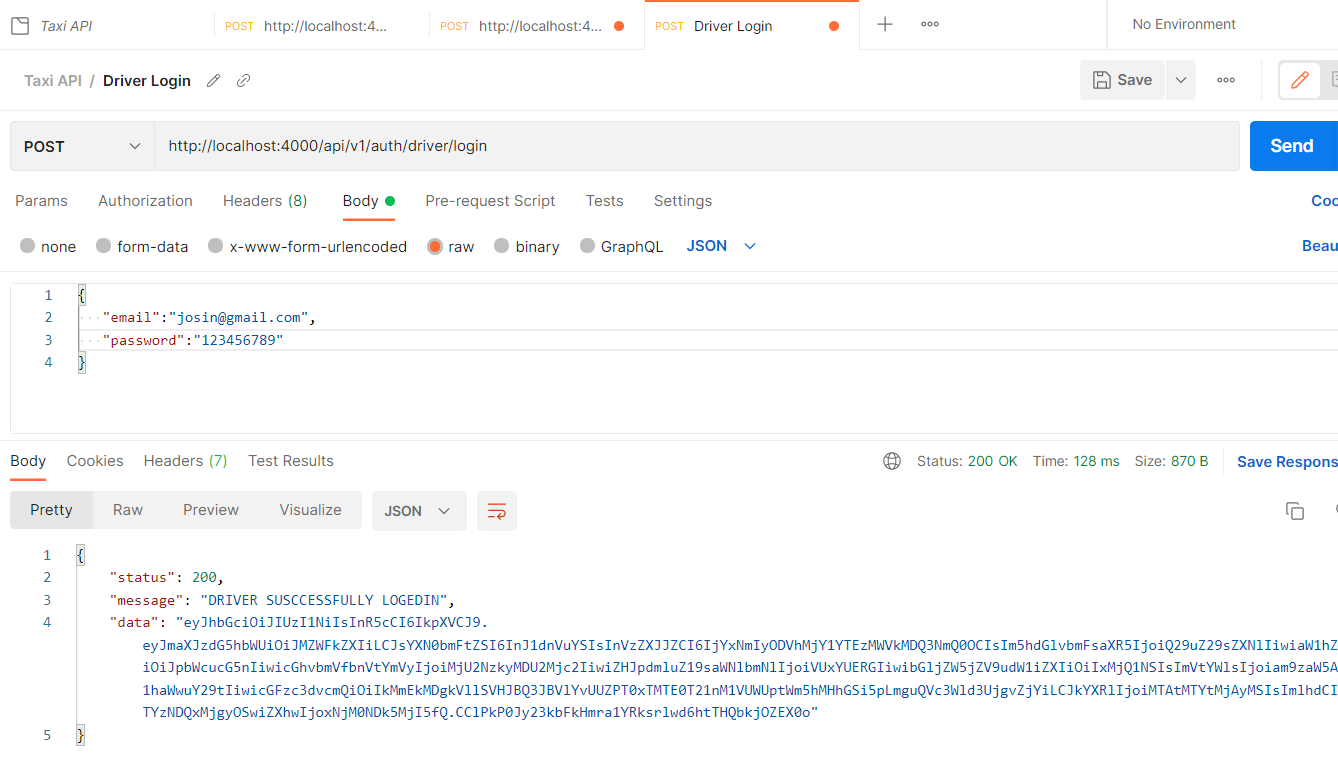 Taxi API
POST http://localhost:4...
POST http://localhost:4...
POST Driver Login
No Environment
Taxi API / Driver Login
Save
POST
http://localhost:4000/api/v1/auth/driver/login
Send
Params Authorization Headers (8) Body Pre-request Script Tests Settings
Coo
none form-data x-www-form-urlencoded raw binary GraphQL JSON
Beau
1 {
2 "email":"josin@gmail.com",
3 "password":"123456789"
4 }
Body Cookies Headers (7) Test Results
Status: 200 OK Time: 128 ms Size: 870 B Save Respons
Pretty Raw Preview Visualize JSON
1 {
2 "status": 200,
3 "message": "DRIVER SUSCCESSFULLY LOGEDIN",
4 "data": "eyJhbGciOiJIUzI1NiIsInR5cCI6IkpXVCJ9.
5 }